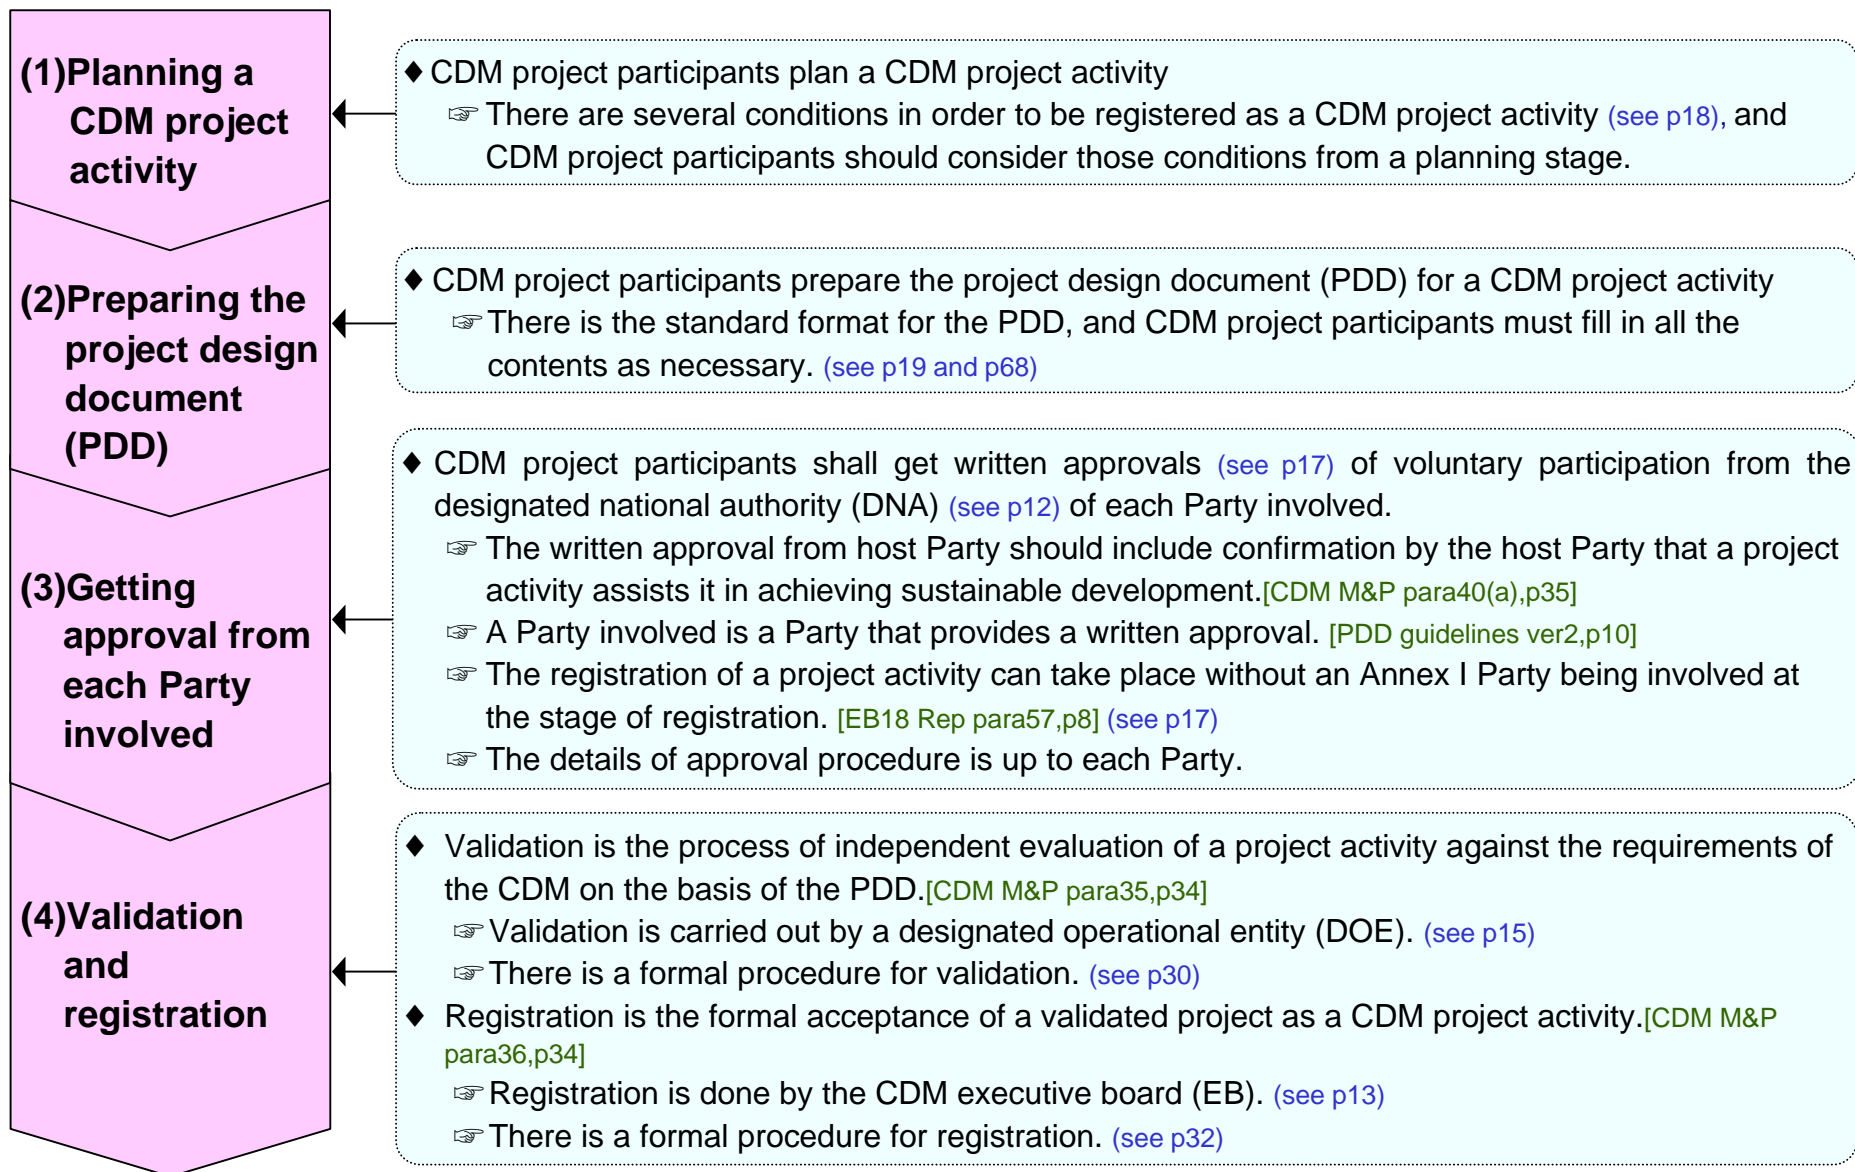 (1)Planning a
CDM project
activity
♦ CDM project participants plan a CDM project activity
☞ There are several conditions in order to be registered as a CDM project activity (see p18), and
CDM project participants should consider those conditions from a planning stage.
(2)Preparing the
project design
document
(PDD)
♦ CDM project participants prepare the project design document (PDD) for a CDM project activity
☞ There is the standard format for the PDD, and CDM project participants must fill in all the
contents as necessary. (see p19 and p68)
(3)Getting
approval from
each Party
involved
♦ CDM project participants shall get written approvals (see p17) of voluntary participation from the
designated national authority (DNA) (see p12) of each Party involved.
☞ The written approval from host Party should include confirmation by the host Party that a project
activity assists it in achieving sustainable development.[CDM M&P para40(a),p35]
☞ A Party involved is a Party that provides a written approval. [PDD guidelines ver2,p10]
☞ The registration of a project activity can take place without an Annex I Party being involved at
the stage of registration. [EB18 Rep para57,p8] (see p17)
☞ The details of approval procedure is up to each Party.
(4)Validation
and
registration
♦ Validation is the process of independent evaluation of a project activity against the requirements of
the CDM on the basis of the PDD.[CDM M&P para35,p34]
☞ Validation is carried out by a designated operational entity (DOE). (see p15)
☞ There is a formal procedure for validation. (see p30)
♦ Registration is the formal acceptance of a validated project as a CDM project activity.[CDM M&P
para36,p34]
☞ Registration is done by the CDM executive board (EB). (see p13)
☞ There is a formal procedure for registration. (see p32)